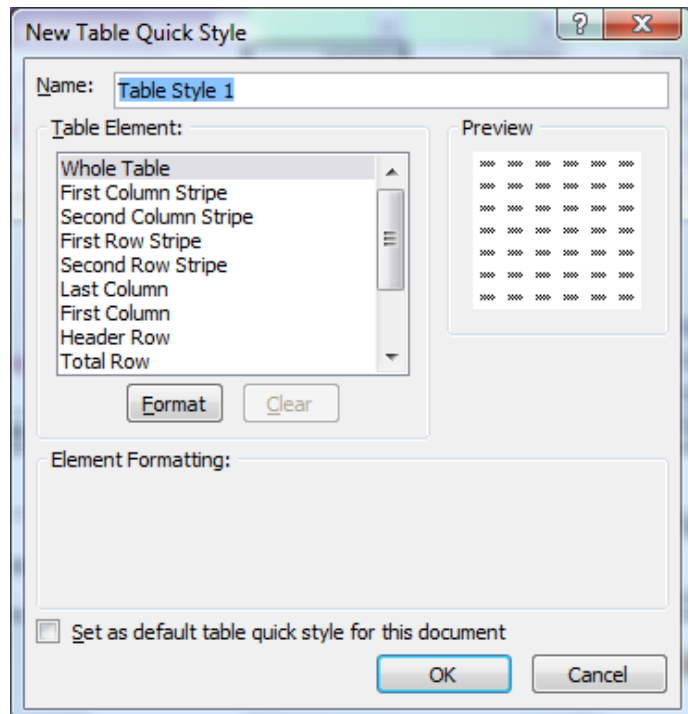 New Table Quick Style
Name: Table Style 1
Table Element:
Preview
Whole Table
First Column Stripe
Second Column Stripe
First Row Stripe
Second Row Stripe
Last Column
First Column
Header Row
Total Row
Format Clear
Element Formatting:
Set as default table quick style for this document
OK Cancel